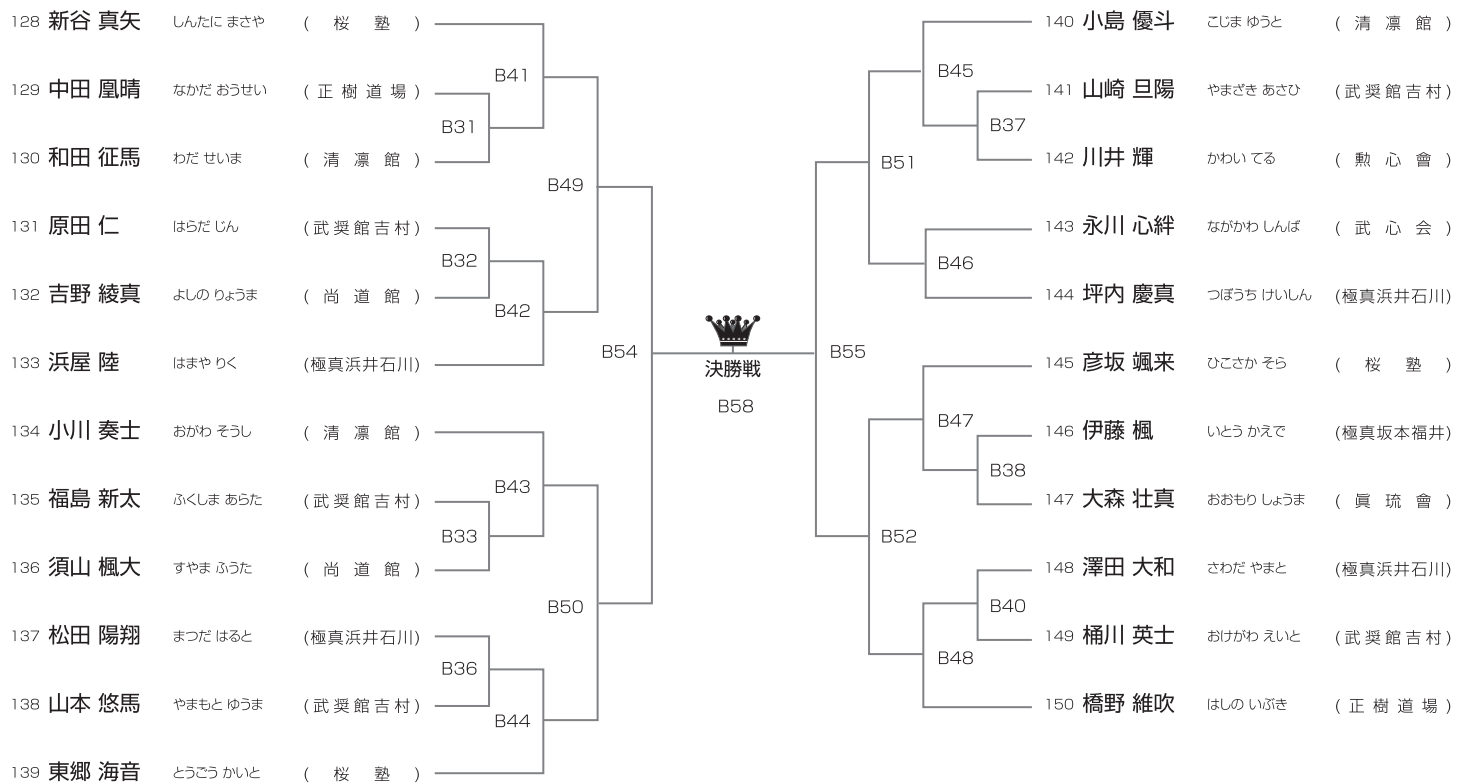 128 新谷 真矢 しんたに まさや ( 桜 塾 )
129 中田 凰晴 なかだ おうせい ( 正 樹 道 場 )
130 和田 征馬 わだ せいま ( 清 凛 館 )
131 原田 仁 はらだ じん ( 武 奨 館 吉 村 )
132 吉野 綾真 よしの りょうま ( 尚 道 館 )
133 浜屋 陸 はまや りく (極真浜井石川)
134 小川 奏士 おがわ そうし ( 清 凛 館 )
135 福島 新太 ふくしま あらた ( 武 奨 館 吉 村 )
136 須山 楓大 すやま ふうた ( 尚 道 館 )
137 松田 陽翔 まつだ はると (極真浜井石川)
138 山本 悠馬 やまもと ゆうま ( 武 奨 館 吉 村 )
139 東郷 海音 とうごう かいと ( 桜 塾 )
B41
B31
B49
B32
B42
B54
B43
B33
B50
B36
B44
決勝戦
B58
B45
B37
B51
B46
B55
B47
B38
B52
B40
B48
140 小島 優斗 こじま ゆうと ( 清 凛 館 )
141 山崎 旦陽 やまざき あさひ ( 武 奨 館 吉 村 )
142 川井 輝 かわい てる ( 勲 心 會 )
143 永川 心絆 ながかわ しんば ( 武 心 会 )
144 坪内 慶真 つぼうち けいしん (極真浜井石川)
145 彦坂 颯来 ひこさか そら ( 桜 塾 )
146 伊藤 楓 いとう かえで (極真坂本福井)
147 大森 壮真 おおもり しょうま ( 眞 琉 會 )
148 澤田 大和 さわだ やまと (極真浜井石川)
149 桶川 英士 おけがわ えいと ( 武 奨 館 吉 村 )
150 橋野 維吹 はしの いぶき ( 正 樹 道 場 )